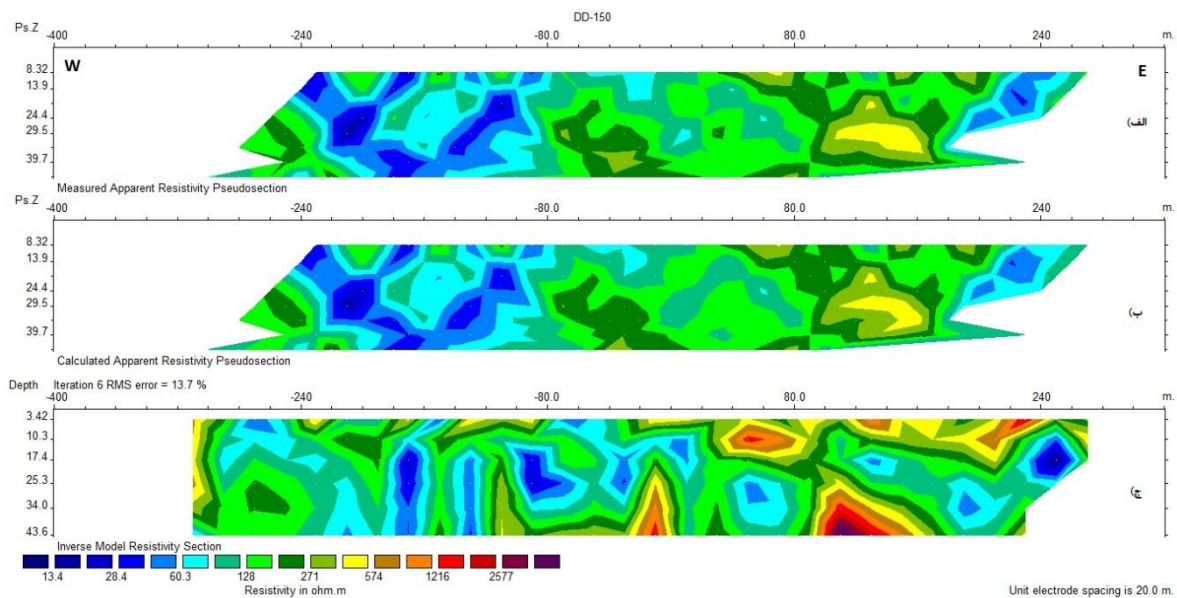 DD-150
Ps.Z -400 -240 -80.0 80.0 240 m.
W E
8.32
13.9
24.4
29.5
39.7
الف)
Measured Apparent Resistivity Pseudosection
Ps.Z -400 -240 -80.0 80.0 240 m.
8.32
13.9
24.4
29.5
39.7
ب)
Calculated Apparent Resistivity Pseudosection
Depth Iteration 6 RMS error = 13.7 %
-400 -240 -80.0 80.0 240 m.
3.42
10.3
17.4
25.3
34.0
43.6
ج)
Inverse Model Resistivity Section
13.4 28.4 60.3 128 271 574 1216 2577
Resistivity in ohm.m Unit electrode spacing is 20.0 m.